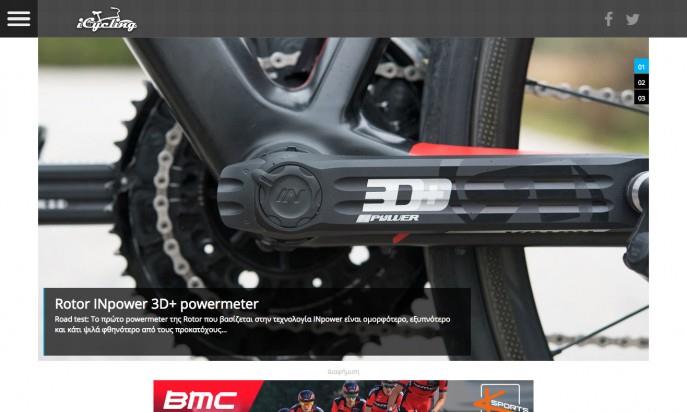 iCycling
01
02
03
3D+
POWER
Rotor INpower 3D+ powermeter
Road test: Το πρώτο powermeter της Rotor που βασίζεται στην τεχνολογία INpower είναι ομορφότερο, εξυπνότερο
και κάτι ψιλά φθηνότερο από τους προκατόχους...
Διαφήμιση
BMC
SPORTS